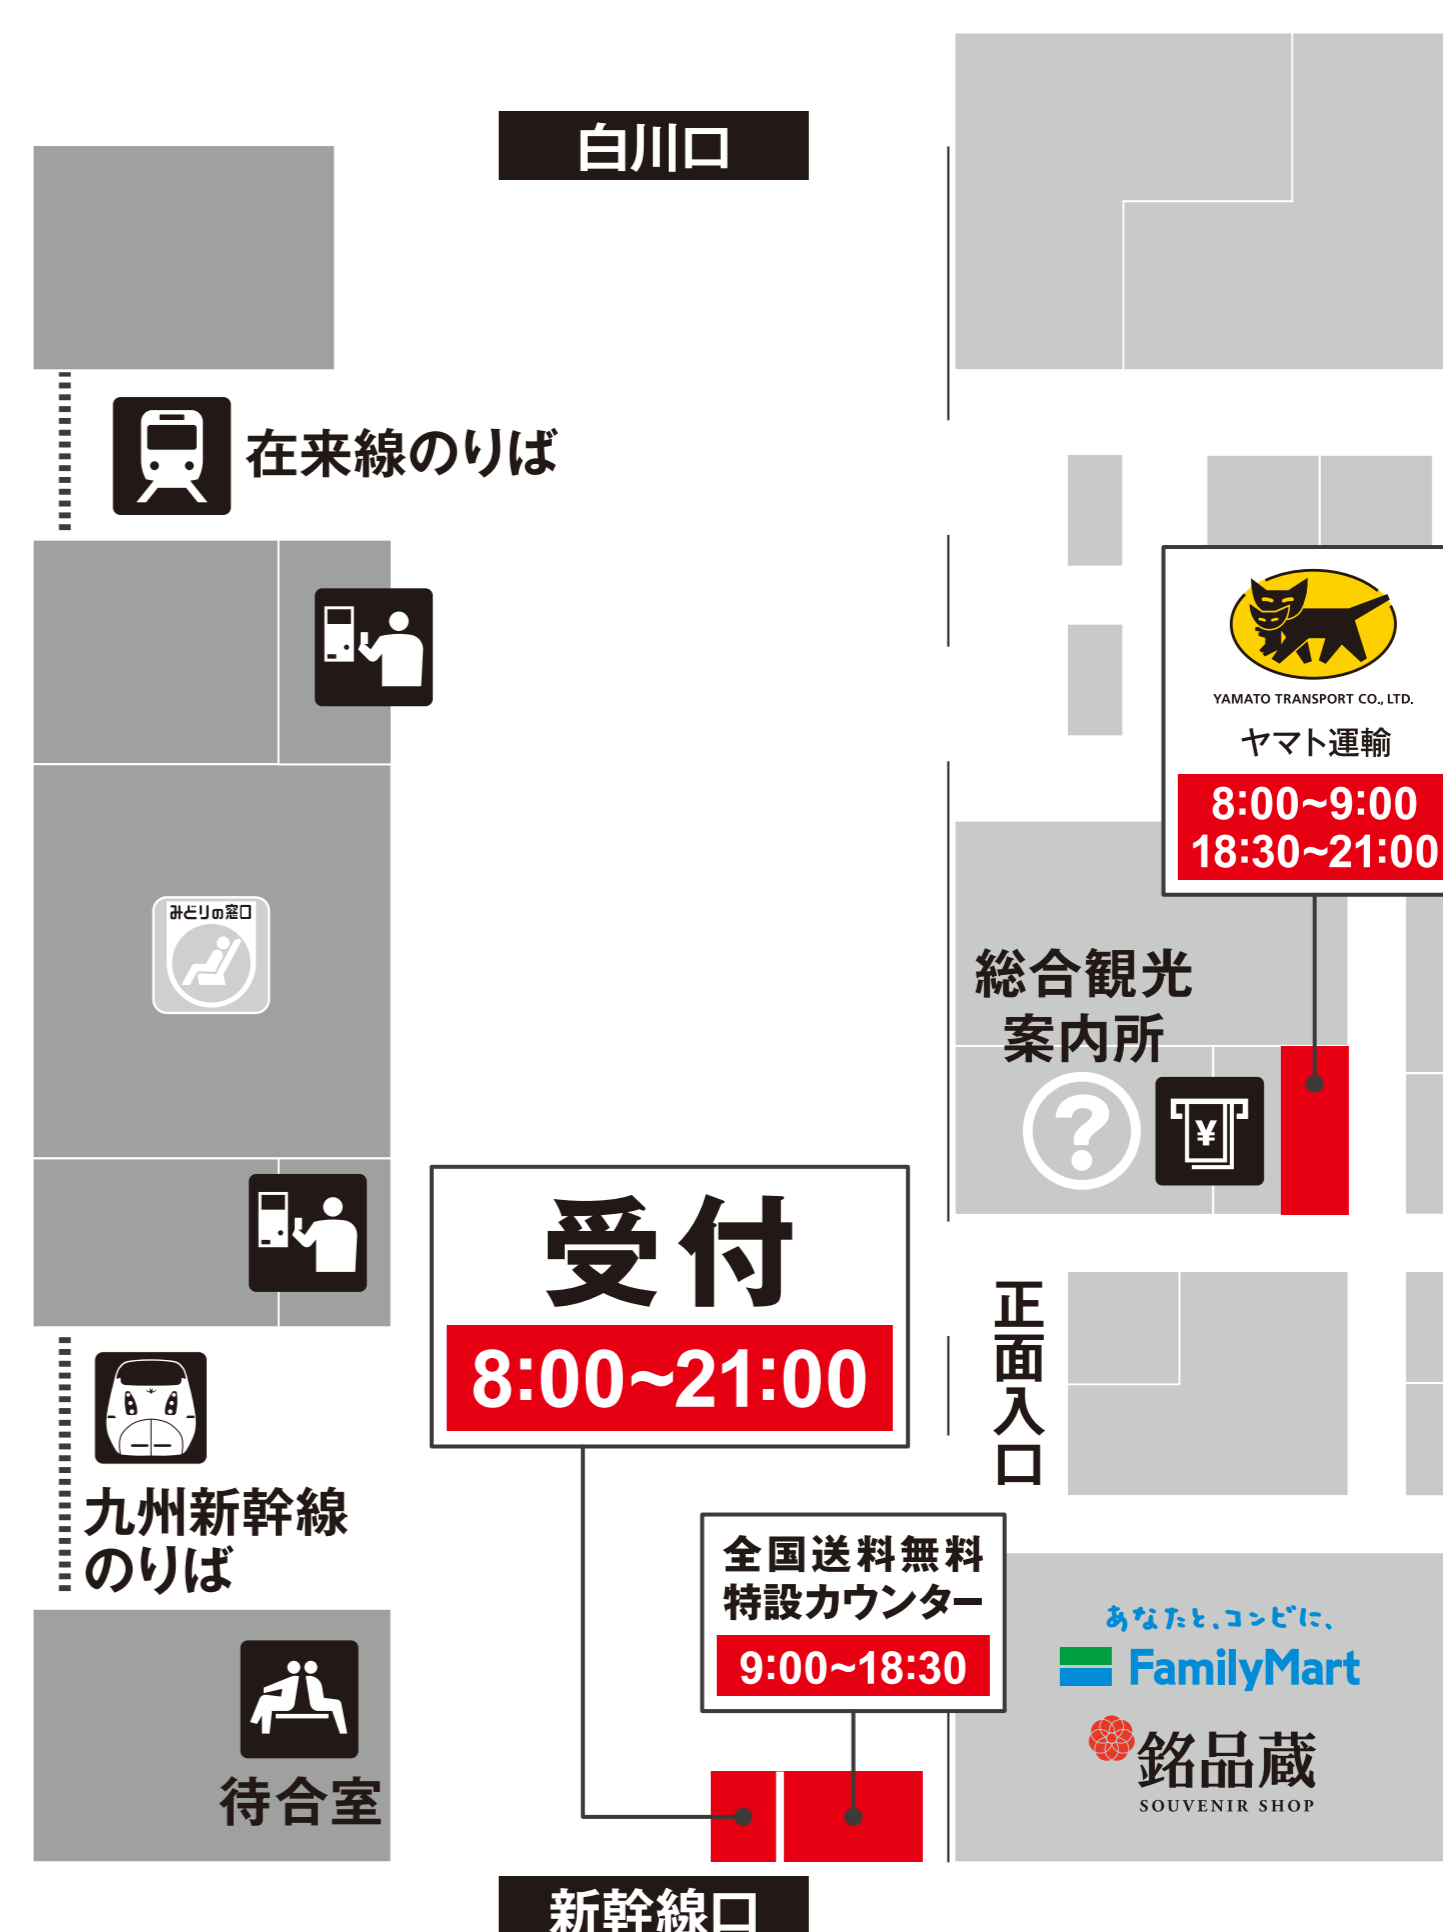 白川口
在来線のりば
YAMATO TRANSPORT CO., LTD.
ヤマト運輸
8:00~9:00
18:30~21:00
みどりの窓口
総合観光
案内所
?
¥
受付
8:00~21:00
正面入口
九州新幹線
のりば
全国送料無料
特設カウンター
9:00~18:30
あなたと、コンビに、
FamilyMart
銘品蔵
SOUVENIR SHOP
待合室
新幹線口